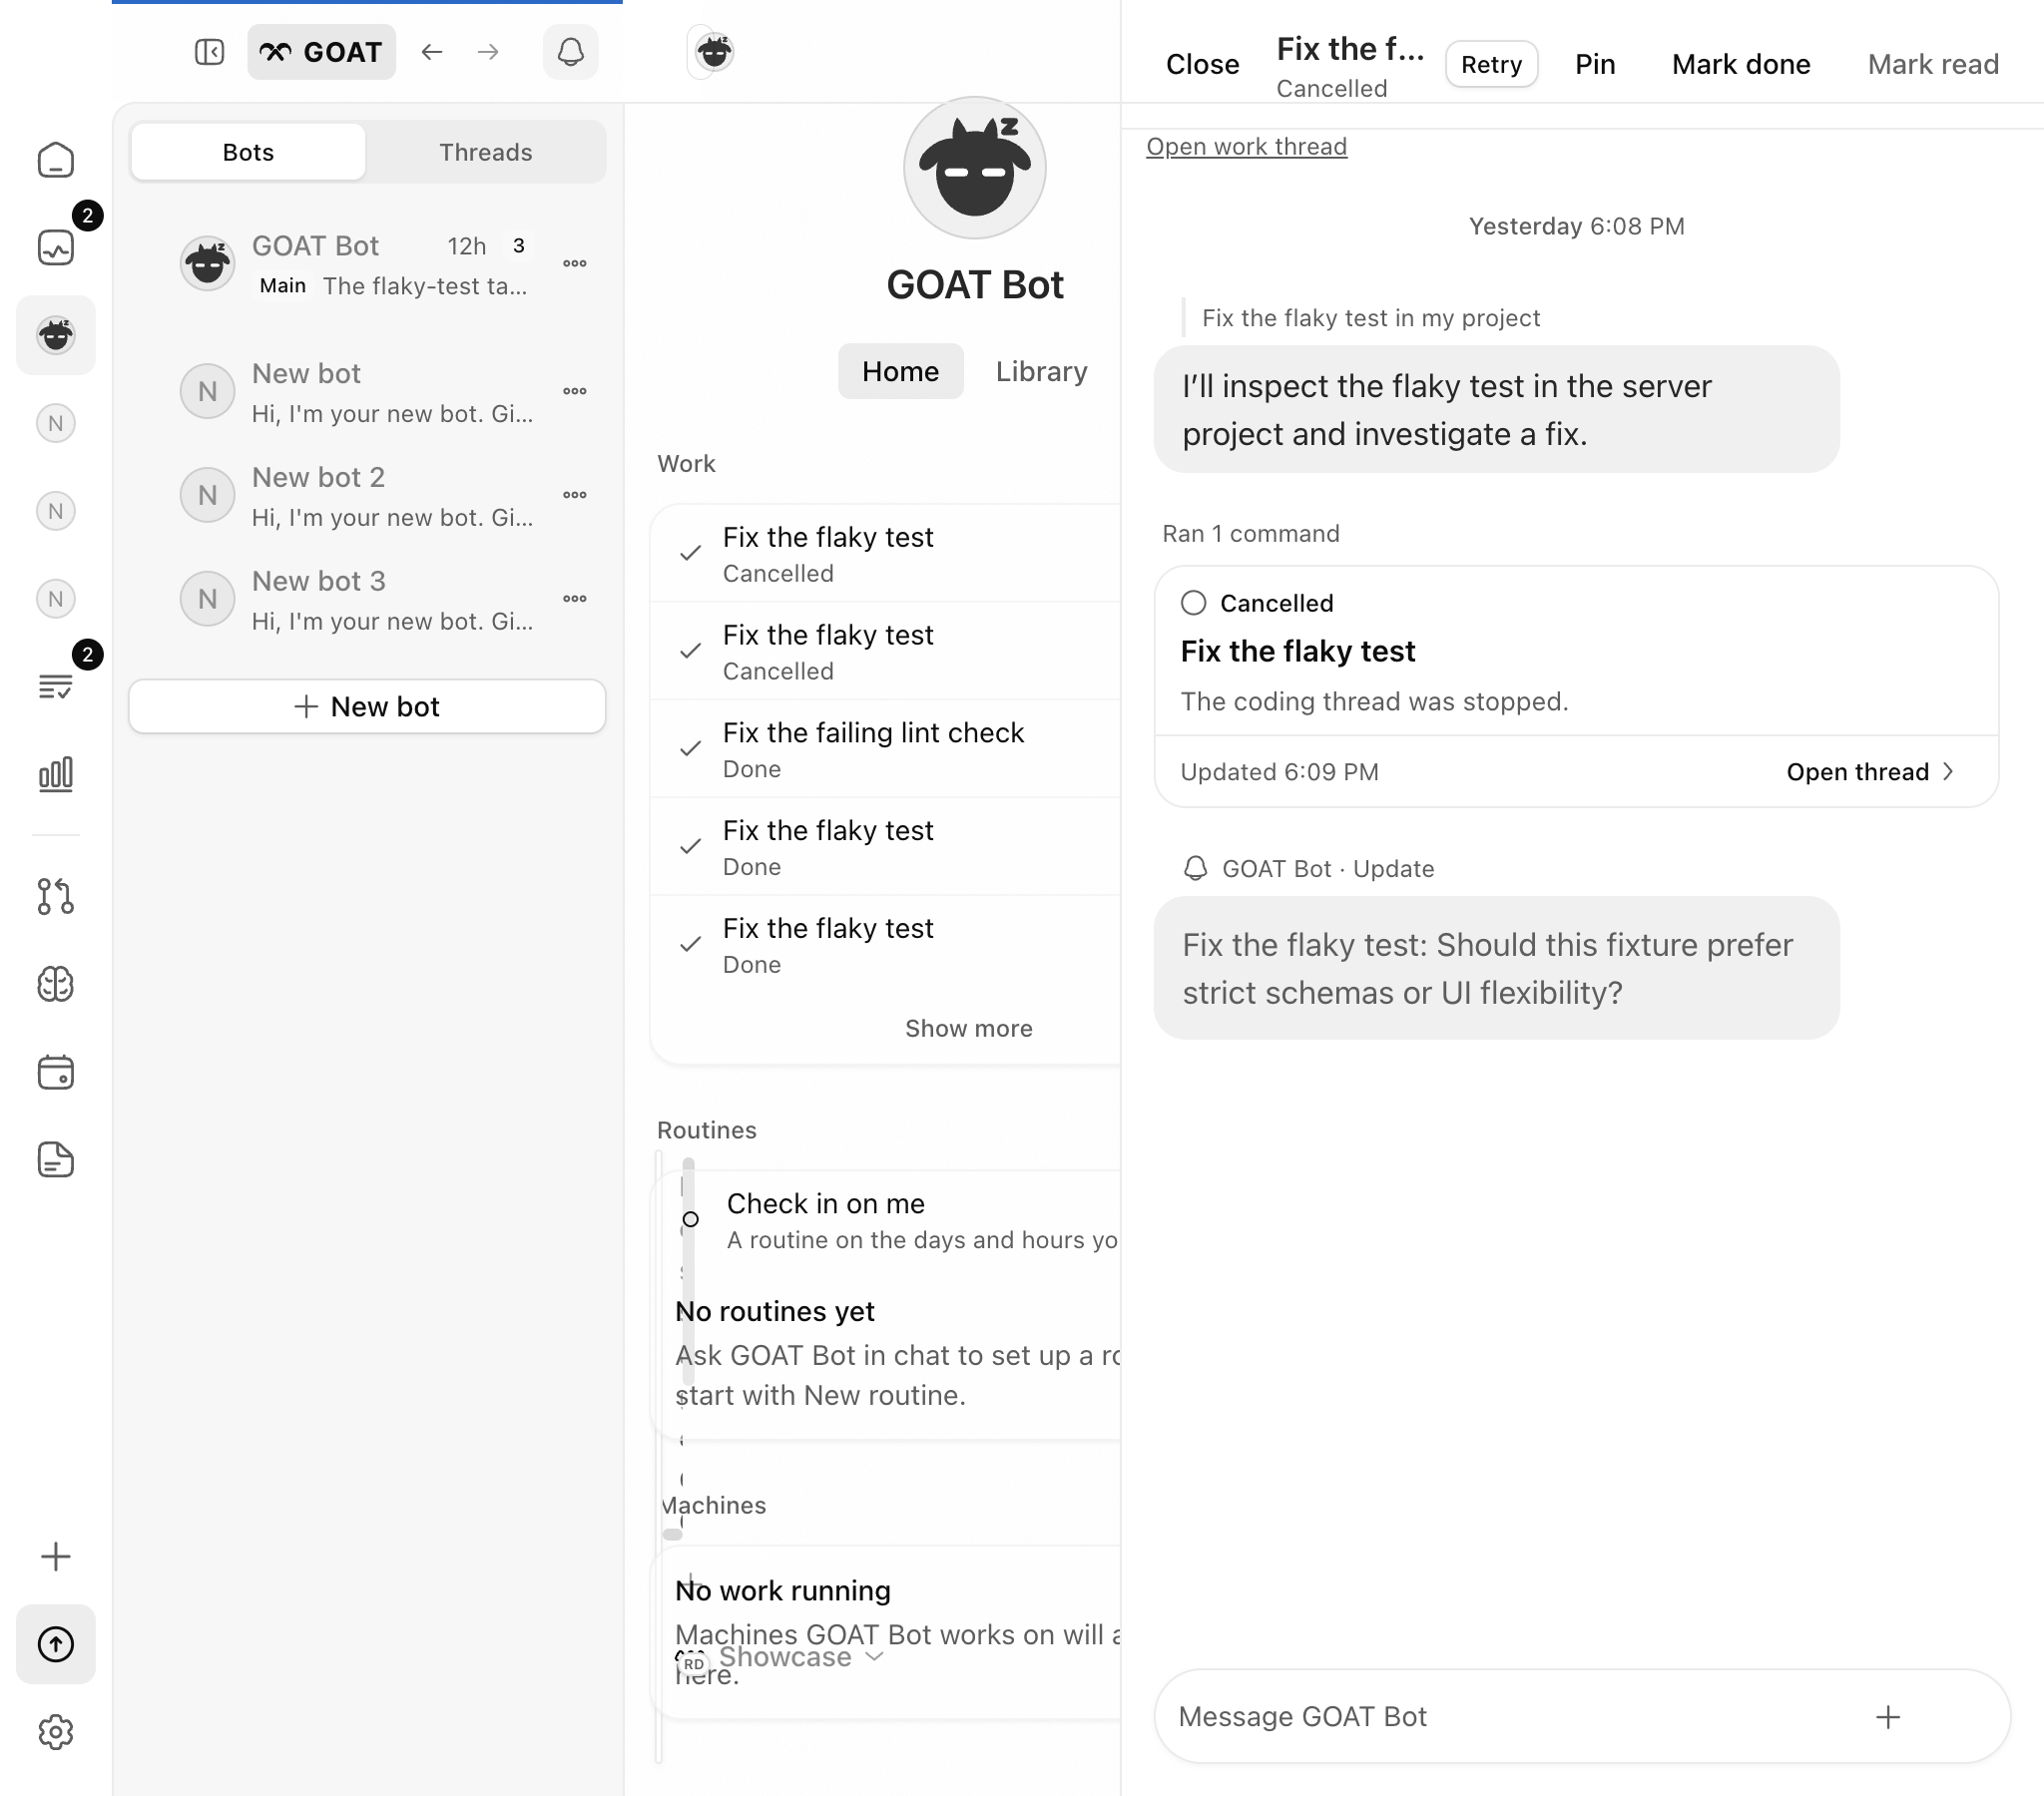 GOAT
Bots
Threads
2
GOAT Bot
12h
3
Main
The flaky-test ta...
N
New bot
Hi, I'm your new bot. Gi...
N
New bot 2
Hi, I'm your new bot. Gi...
N
New bot 3
Hi, I'm your new bot. Gi...
N
N
N
2
New bot
GOAT Bot
Home
Library
Work
Fix the flaky test
Cancelled
Fix the flaky test
Cancelled
Fix the failing lint check
Done
Fix the flaky test
Done
Fix the flaky test
Done
Show more
Routines
Check in on me
A routine on the days and hours yo
No routines yet
Ask GOAT Bot in chat to set up a
start with New routine.
Machines
No work running
Machines GOAT Bot works on will
here.
RD
Showcase
Close
Fix the f...
Cancelled
Retry
Pin
Mark done
Mark read
Open work thread
Yesterday 6:08 PM
Fix the flaky test in my project
I’ll inspect the flaky test in the server
project and investigate a fix.
Ran 1 command
Cancelled
Fix the flaky test
The coding thread was stopped.
Updated 6:09 PM
Open thread
GOAT Bot · Update
Fix the flaky test: Should this fixture prefer
strict schemas or UI flexibility?
Message GOAT Bot